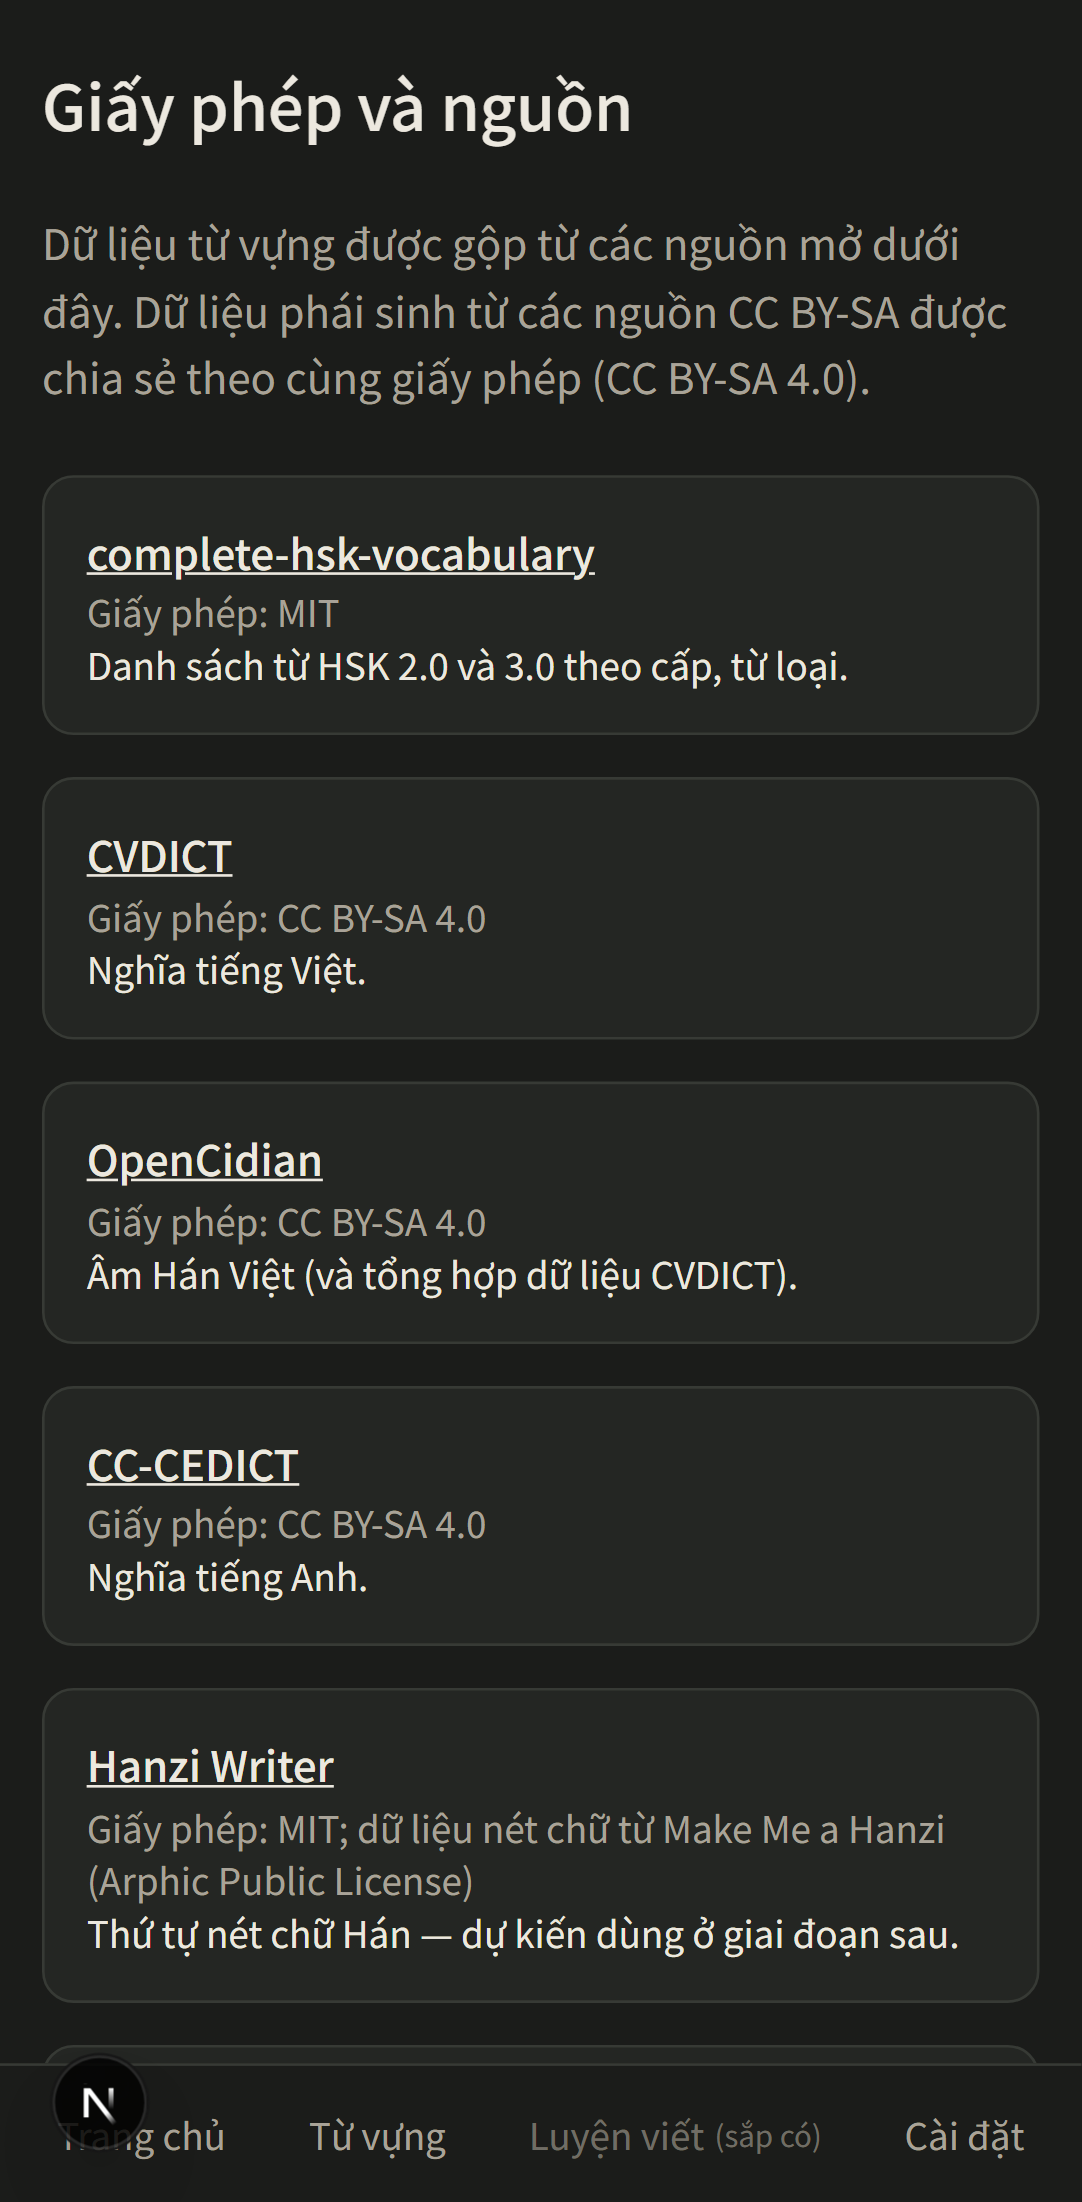 Giấy phép và nguồn
Dữ liệu từ vựng được gộp từ các nguồn mở dưới
đây. Dữ liệu phái sinh từ các nguồn CC BY-SA được
chia sẻ theo cùng giấy phép (CC BY-SA 4.0).
complete-hsk-vocabulary
Giấy phép: MIT
Danh sách từ HSK 2.0 và 3.0 theo cấp, từ loại.
CVDICT
Giấy phép: CC BY-SA 4.0
Nghĩa tiếng Việt.
OpenCidian
Giấy phép: CC BY-SA 4.0
Âm Hán Việt (và tổng hợp dữ liệu CVDICT).
CC-CEDICT
Giấy phép: CC BY-SA 4.0
Nghĩa tiếng Anh.
Hanzi Writer
Giấy phép: MIT; dữ liệu nét chữ từ Make Me a Hanzi
(Arphic Public License)
Thứ tự nét chữ Hán — dự kiến dùng ở giai đoạn sau.
N
Trang chủ Từ vựng Luyện viết (sắp có) Cài đặt